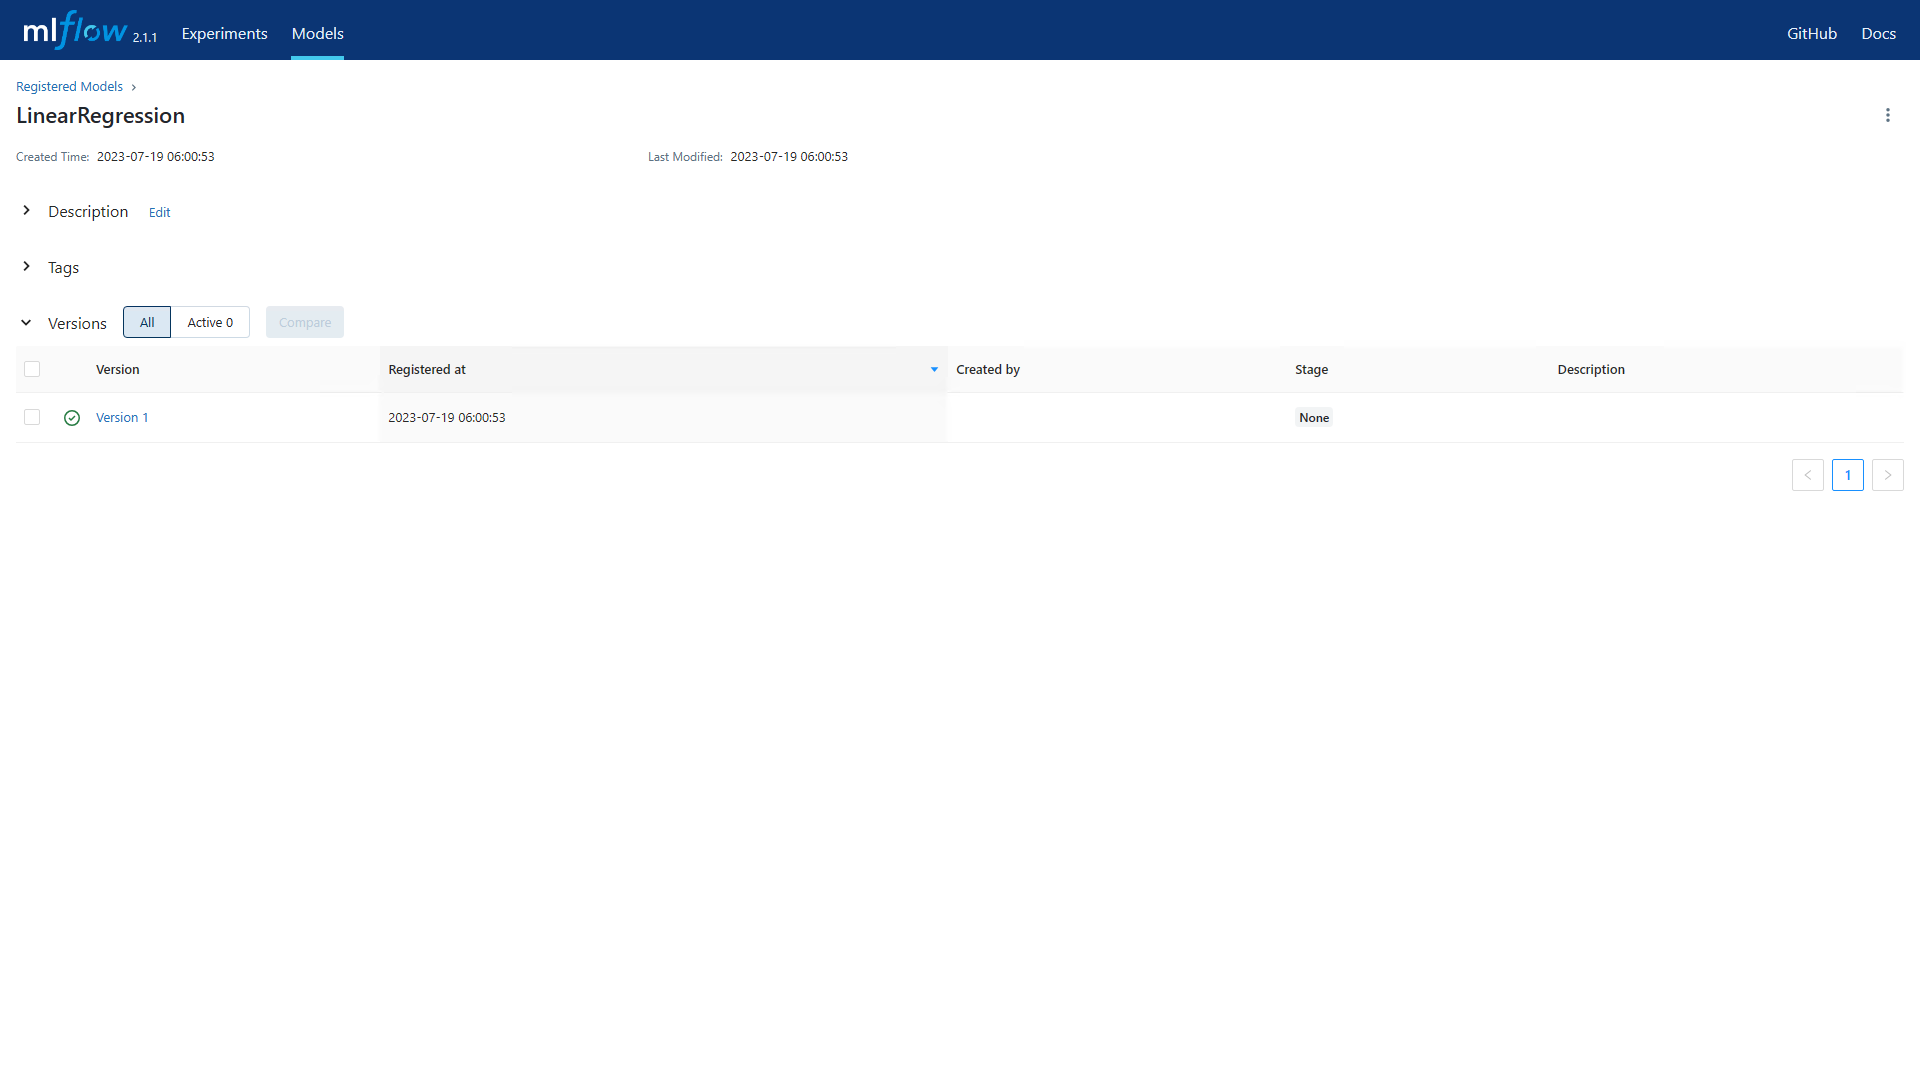 mlflow 2.1.1 Experiments Models GitHub Docs
Registered Models
LinearRegression
Created Time: 2023-07-19 06:00:53 Last Modified: 2023-07-19 06:00:53
Description Edit
Tags
Versions All Active 0 Compare
Version Registered at Created by Stage Description
Version 1 2023-07-19 06:00:53 None
1